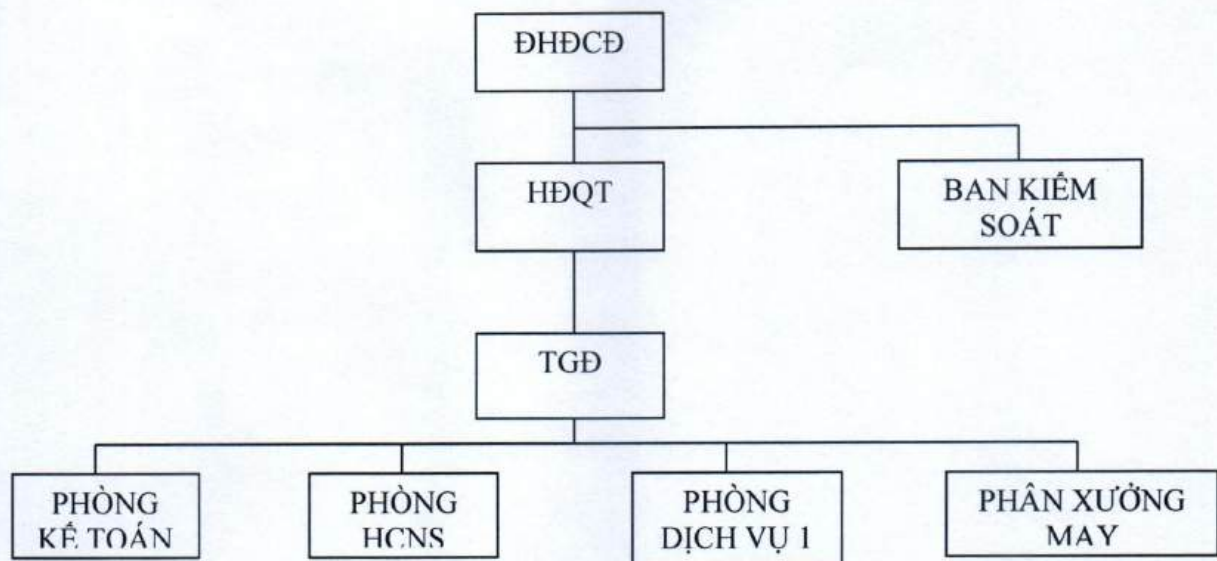 ĐHĐCĐ
HĐQT
BAN KIỂM
SOÁT
TGĐ
PHÒNG
KẾ TOÁN
PHÒNG
HCNS
PHÒNG
DỊCH VỤ 1
PHÂN XƯỞNG
MAY